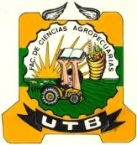 FAC. DE CIENCIAS AGROPECUARIAS
UTB